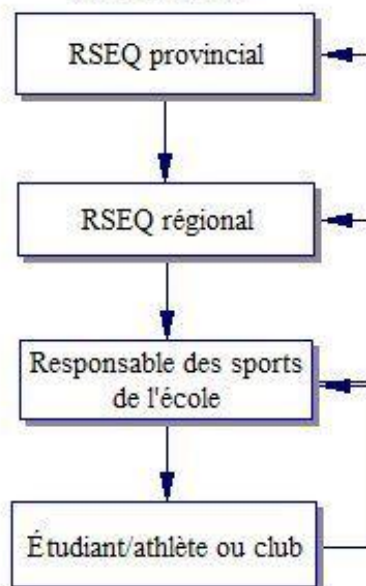 RSEQ provincial
RSEQ régional
Responsable des sports
de l'école
Étudiant/athlète ou club